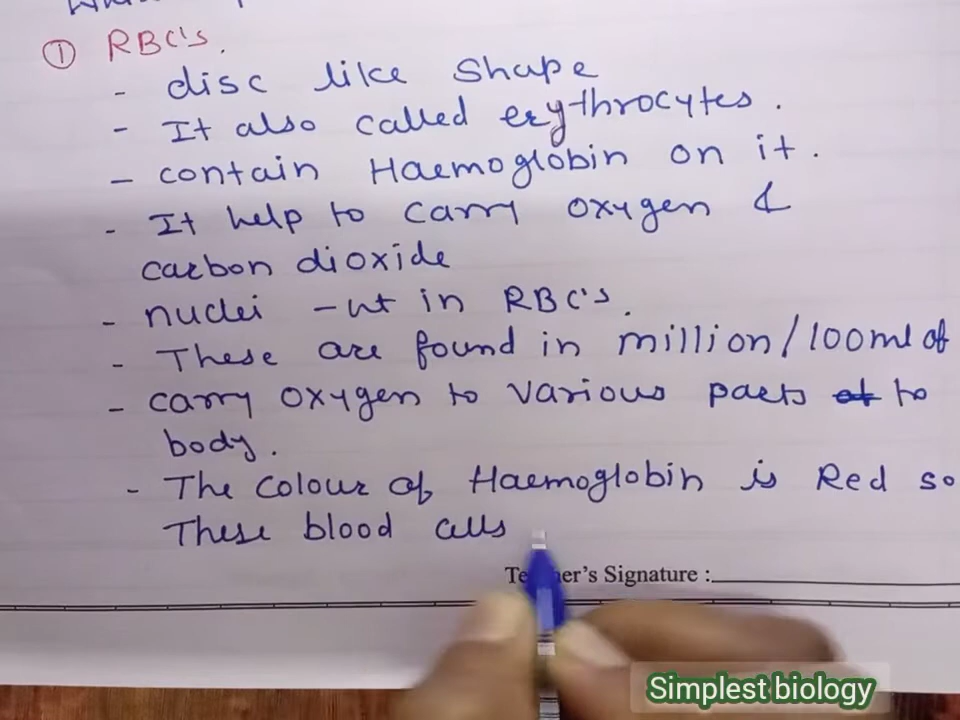 ① RBC's.
- disc like shape
- It also called erythrocytes.
- contain Haemoglobin on it.
- It help to carry oxygen &
carbon dioxide
- nuclei - nt in RBC's.
- These are found in million/100ml of
- carry oxygen to various parts of to
body.
- The colour of Haemoglobin is Red so
These blood cells
Teacher's Signature :
Simplest biology